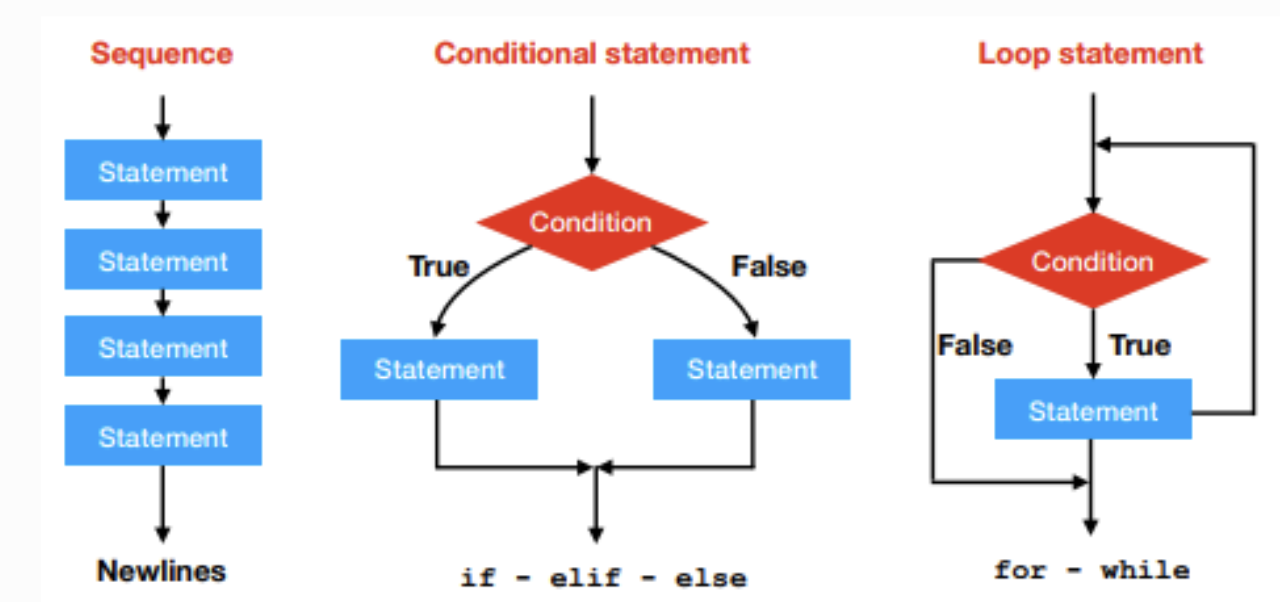 Sequence
Statement
Statement
Statement
Statement
Newlines
Conditional statement
Condition
True
False
Statement
Statement
if - elif - else
Loop statement
Condition
False
True
Statement
for - while